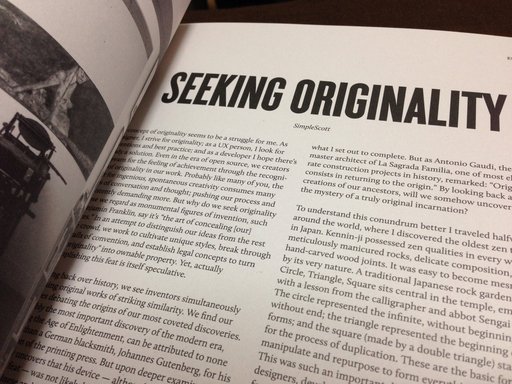 SEEKING ORIGINALITY
SimpleScott
concept of originality seems to be a struggle for me. As
I strive for originality; as a UX person, I look for
and best practice; and as a developer I hope there's
a solution. Even in the era of open source, we creators
for the feeling of achievement through the recogni-
originality in our work. Probably like many of you, the
spontaneous creativity consumes many
of conversation and thought; pushing our process and
demanding more. But why do we seek originality
we regard as monumental figures of invention, such
Franklin, say it's "the art of concealing [our]
In an attempt to distinguish our ideas from the rest
crowd, we work to cultivate unique styles, break through
of convention, and establish legal concepts to turn
originality" into ownable property. Yet, actually
this feat is itself speculative.
back over history, we see inventors simultaneously
original works of striking similarity. We find our
debating the origins of our most coveted discoveries.
the most important discovery of the modern era,
the Age of Enlightenment, can be attributed to none
than a German blacksmith, Johannes Gutenberg, for his
of the printing press. But upon deeper
uncovers that his device
was not likely
what I set out to complete. But as Antonio Gaudi, the
master architect of La Sagrada Familia, one of most
rate construction projects in history, remarked: "Orig
consists in returning to the origin." By looking back a
creations of our ancestors, will we somehow uncover
the mystery of a truly original incarnation?
To understand this conundrum better I traveled half
around the world, where I discovered the oldest zen
in Japan. Kennin-ji possessed zen qualities in every w
meticulously manicured rocks, delicate composition,
hand-carved wood joints. It was easy to become mes
by its very nature. A traditional Japanese rock garden
Circle, Triangle, Square sits central in the temple, em
with a lesson from the calligrapher and abbot Sengai
The circle represented the infinite, without beginnin
without end; the triangle represented the beginning
forms; and the square (made by a double triangle) sta
for the process of duplication. These are the basic fo
manipulate and repurpose to form
This was such an important
designers,